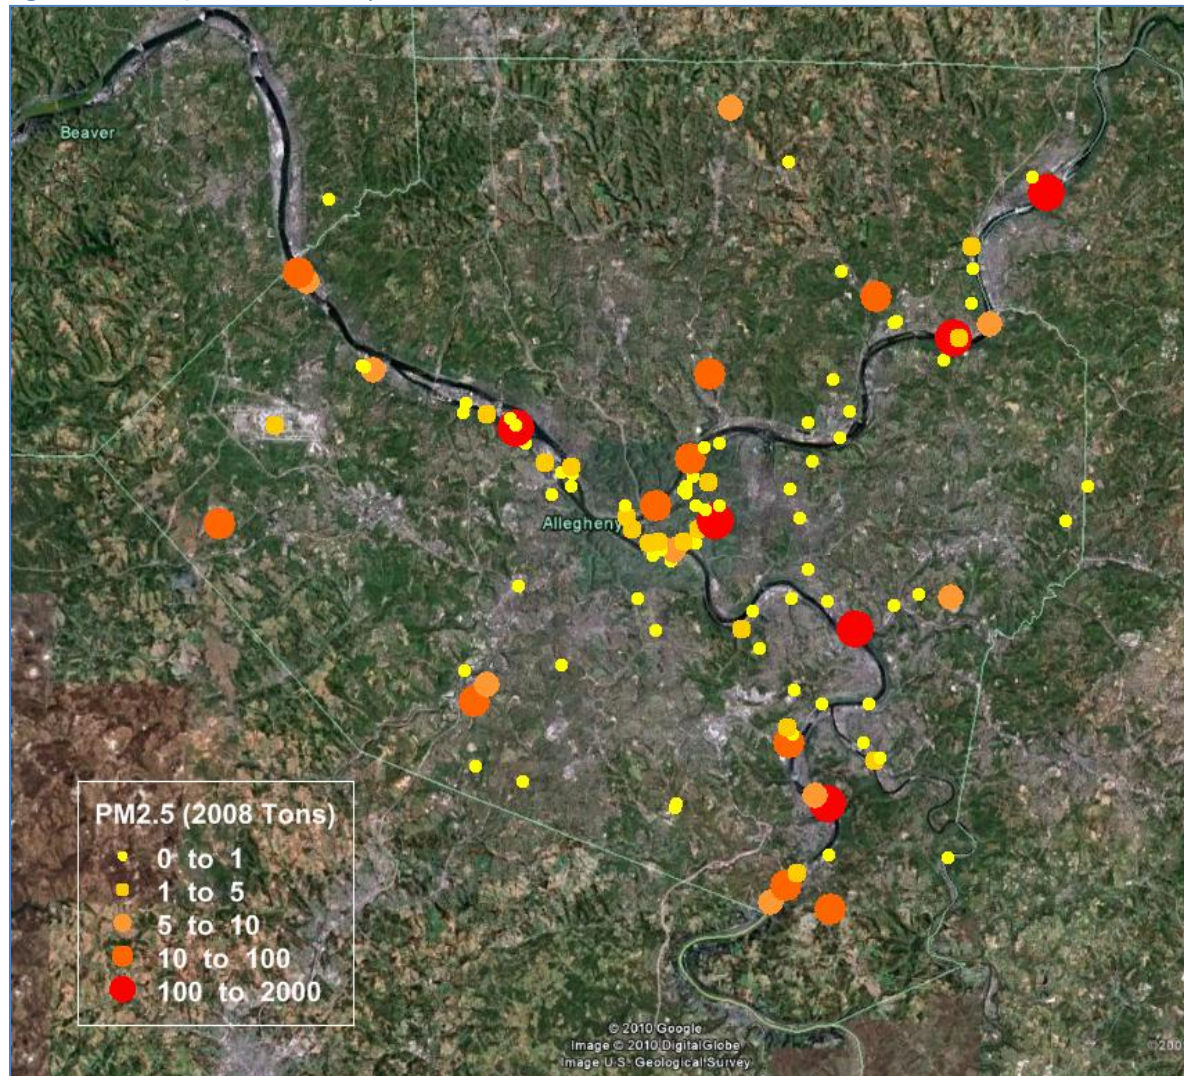 Beaver
Allegheny
PM2.5 (2008 Tons)
0 to 1
1 to 5
5 to 10
10 to 100
100 to 2000
© 2010 Google
Image © 2010 DigitalGlobe
Image U.S. Geological Survey